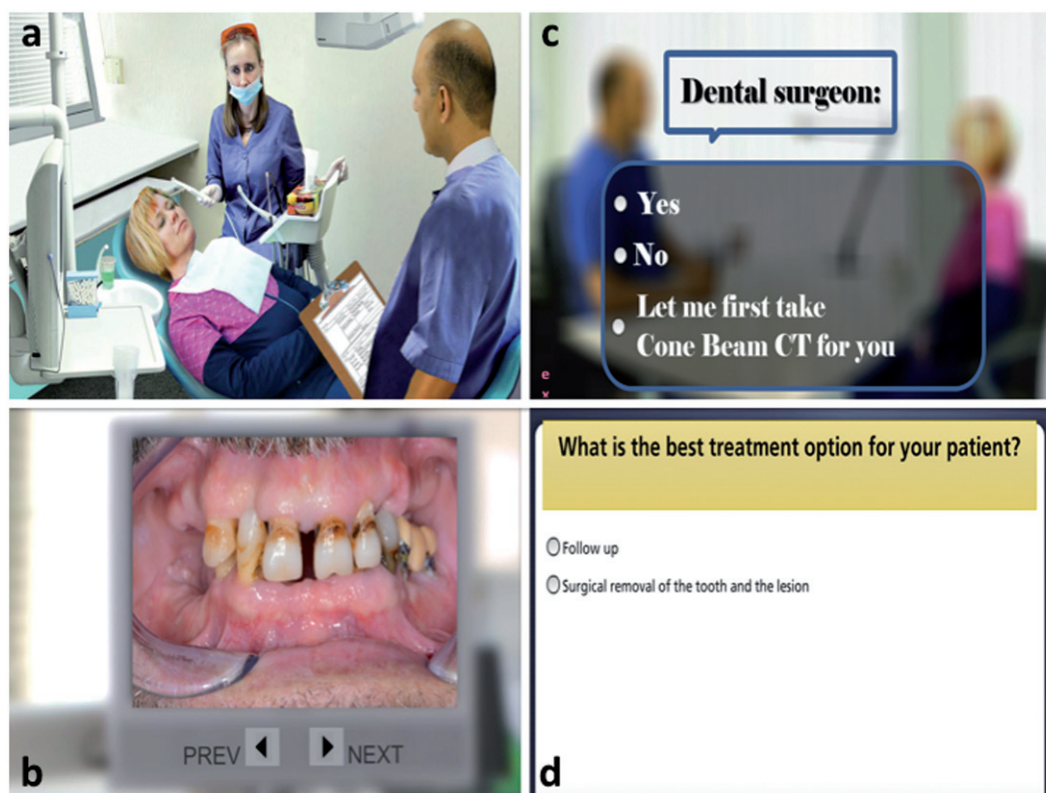 a
c
Dental surgeon:
Yes
No
Let me first take
Cone Beam CT for you
e
x
b
PREV
NEXT
d
What is the best treatment option for your patient?
Follow up
Surgical removal of the tooth and the lesion